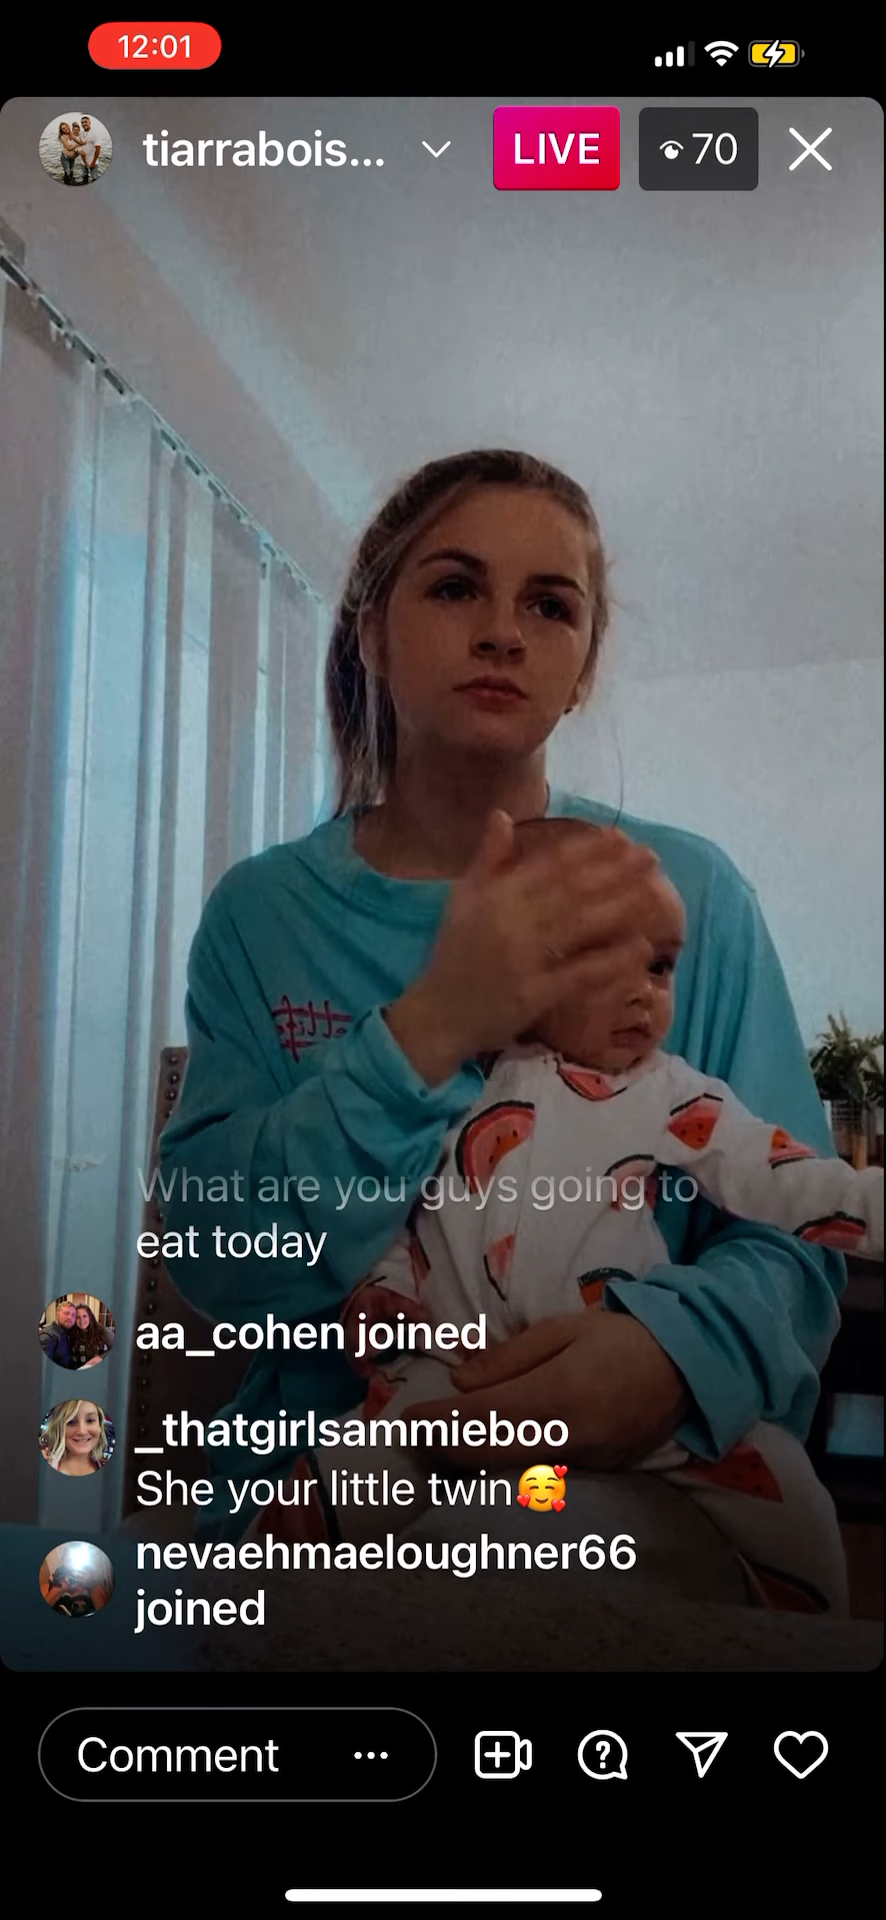 12:01
tiarrabois...
LIVE
70
What are you guys going to
eat today
aa_cohen joined
_thatgirlsammieboo
She your little twin🥰
nevaehmaeloughner66
joined
Comment